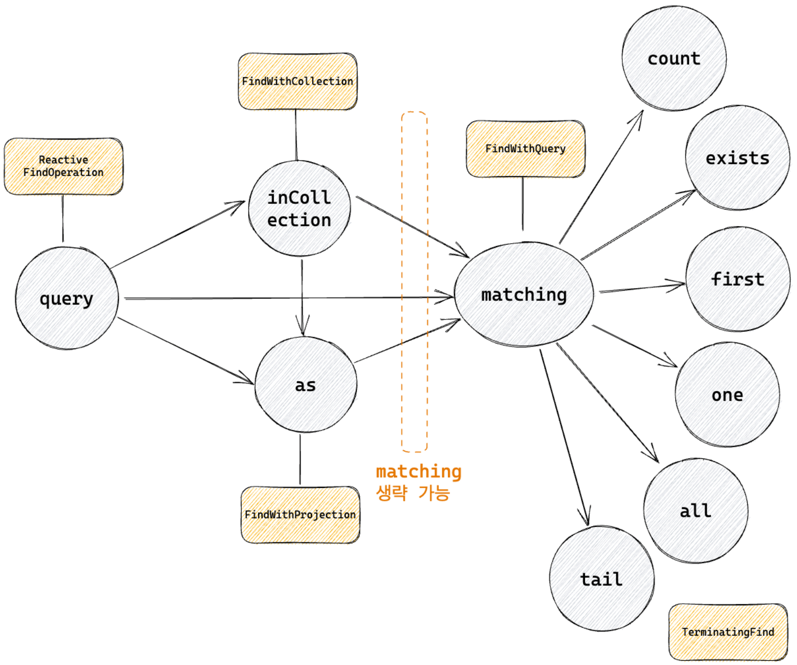 count
FindWithCollection
exists
Reactive
FindOperation
FindWithQuery
inColl
ection
query
matching
first
as
one
matching
생략 가능
FindWithProjection
all
tail
TerminatingFind